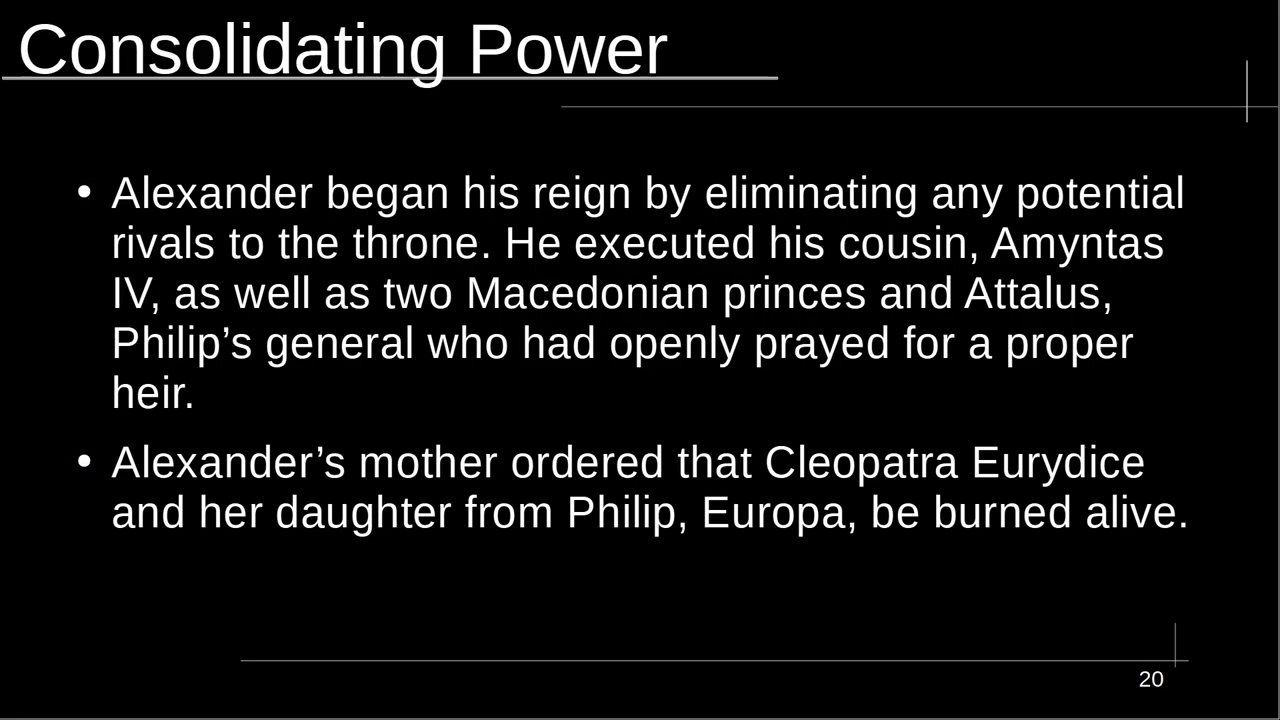 Consolidating Power
• Alexander began his reign by eliminating any potential
rivals to the throne. He executed his cousin, Amyntas
IV, as well as two Macedonian princes and Attalus,
Philip’s general who had openly prayed for a proper
heir.
• Alexander’s mother ordered that Cleopatra Eurydice
and her daughter from Philip, Europa, be burned alive.
20